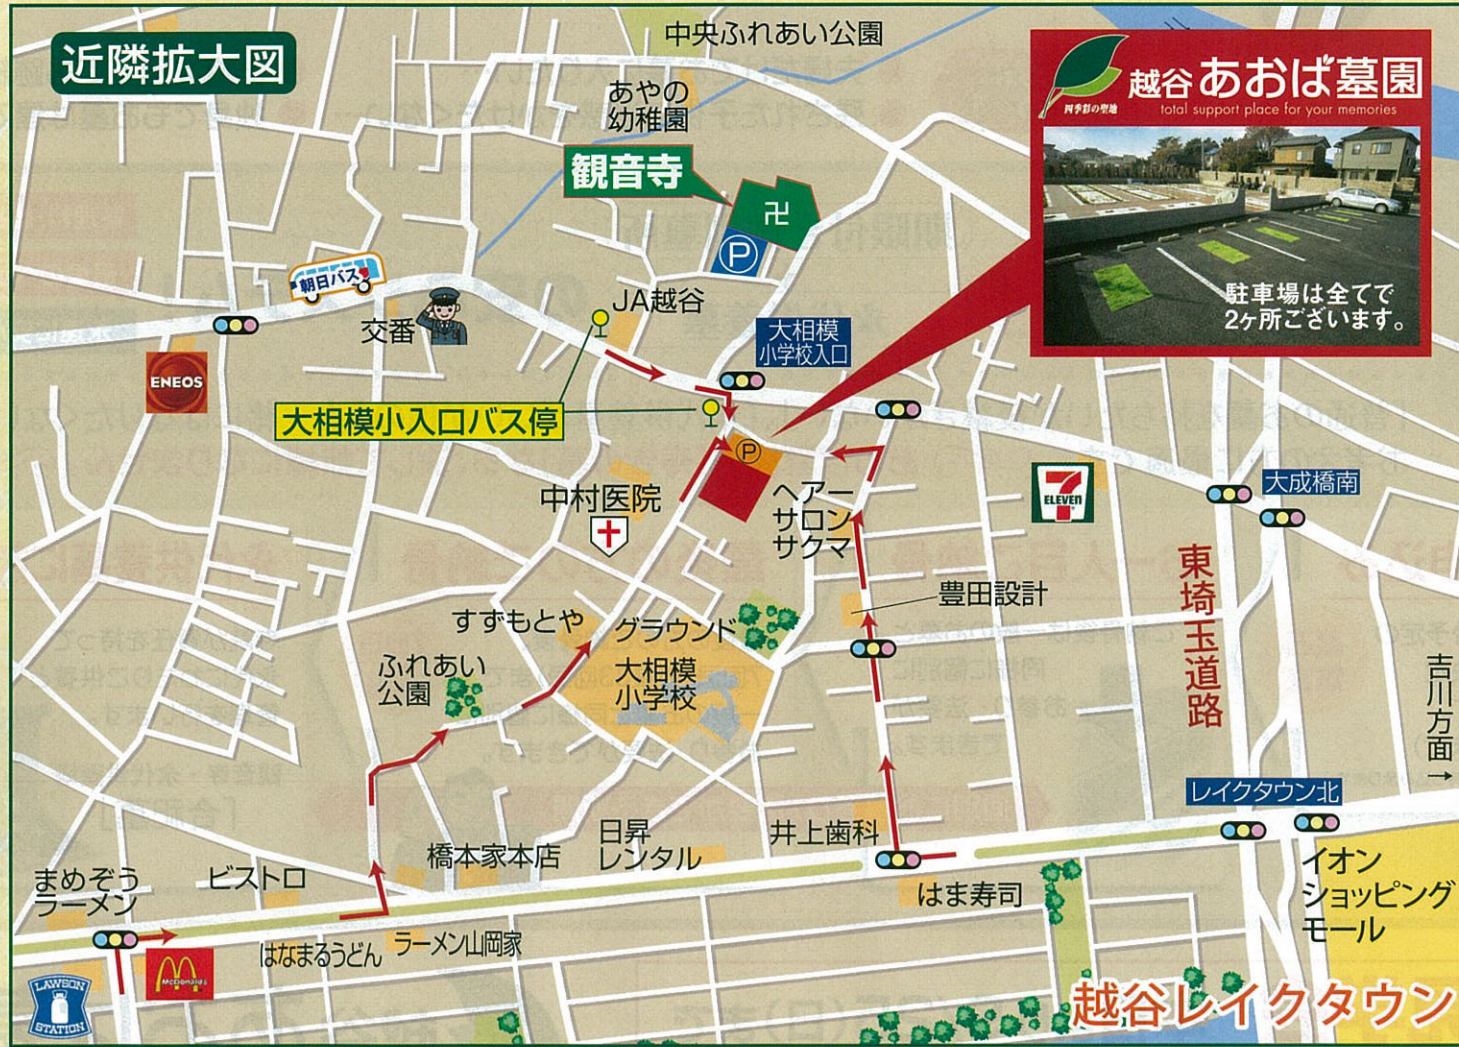 近隣拡大図
中央ふれあい公園
あやの
幼稚園
観音寺
卍
P
四季彩の聖地
越谷 あおば墓園
total support place for your memories
駐車場は全てで
2ヶ所ございます。
朝日バス
交番
JA越谷
大相模
小学校入口
ENEOS
大相模小入口バス停
P
中村医院
ヘアー
サロン
サクマ
7
ELEVEn
大成橋南
東埼玉道路
豊田設計
すずもとや
グラウンド
大相模
小学校
ふれあい
公園
吉川方面→
レイクタウン北
日昇
レンタル
井上歯科
橋本家本店
ビストロ
まめぞう
ラーメン
はま寿司
イオン
ショッピング
モール
はなまるうどん
ラーメン山岡家
McDonald's
LAWSON
STATION
越谷レイクタウン